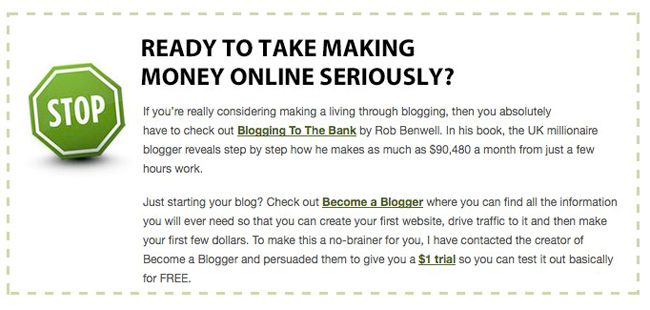 READY TO TAKE MAKING
MONEY ONLINE SERIOUSLY?
STOP
If you're really considering making a living through blogging, then you absolutely
have to check out Blogging To The Bank by Rob Benwell. In his book, the UK millionaire
blogger reveals step by step how he makes as much as $90,480 a month from just a few
hours work.
Just starting your blog? Check out Become a Blogger where you can find all the information
you will ever need so that you can create your first website, drive traffic to it and then make
your first few dollars. To make this a no-brainer for you, I have contacted the creator of
Become a Blogger and persuaded them to give you a $1 trial so you can test it out basically
for FREE.